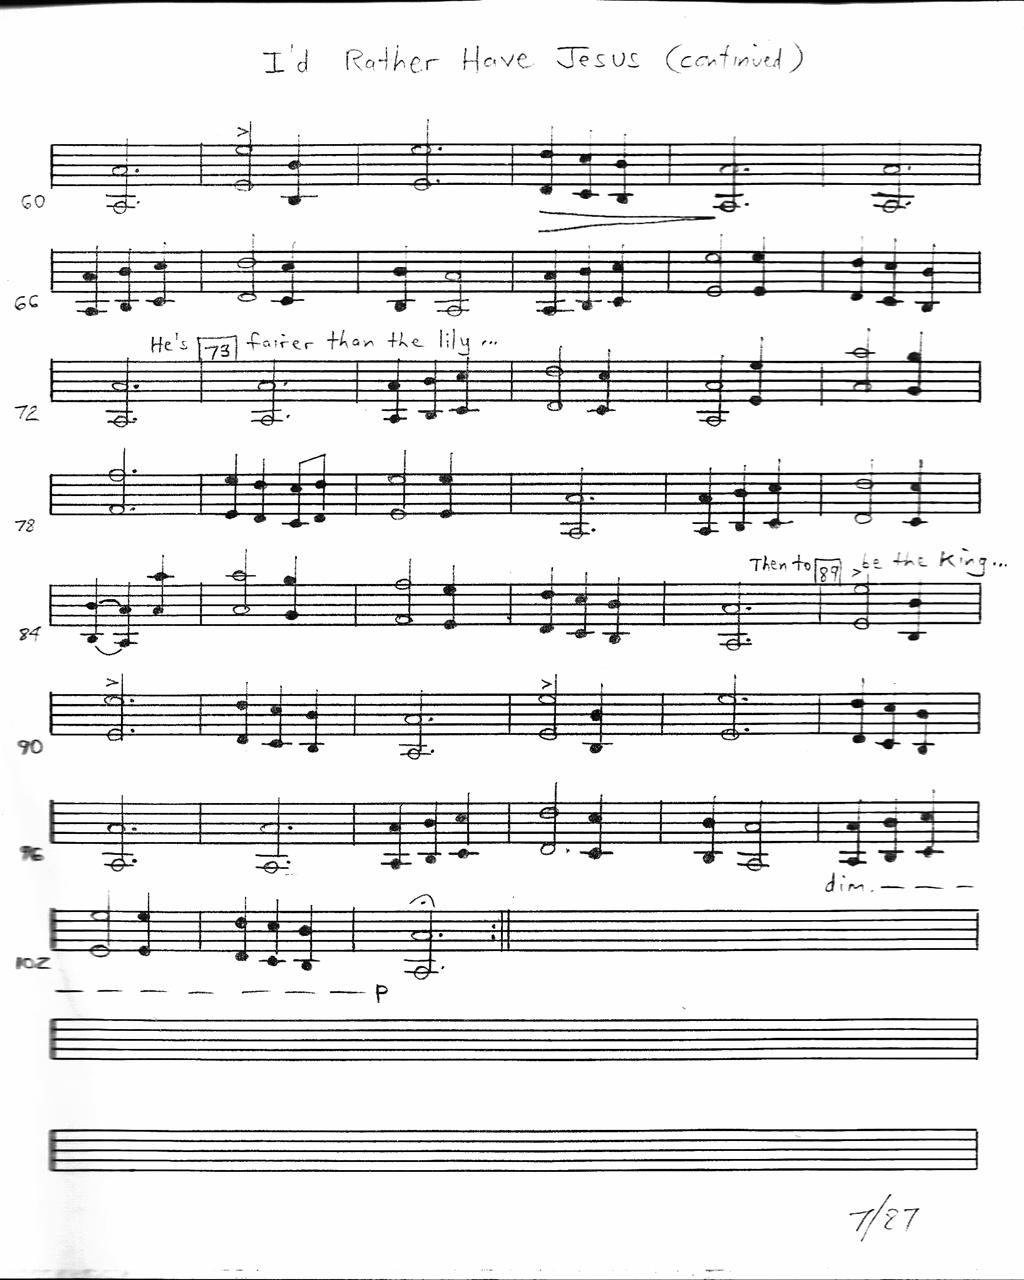 I'd Rather Have Jesus (continued)
60
66
He's 73 fairer than the lily...
72
78
Then to 89 be the King...
84
90
96
dim.
102
p
7/87